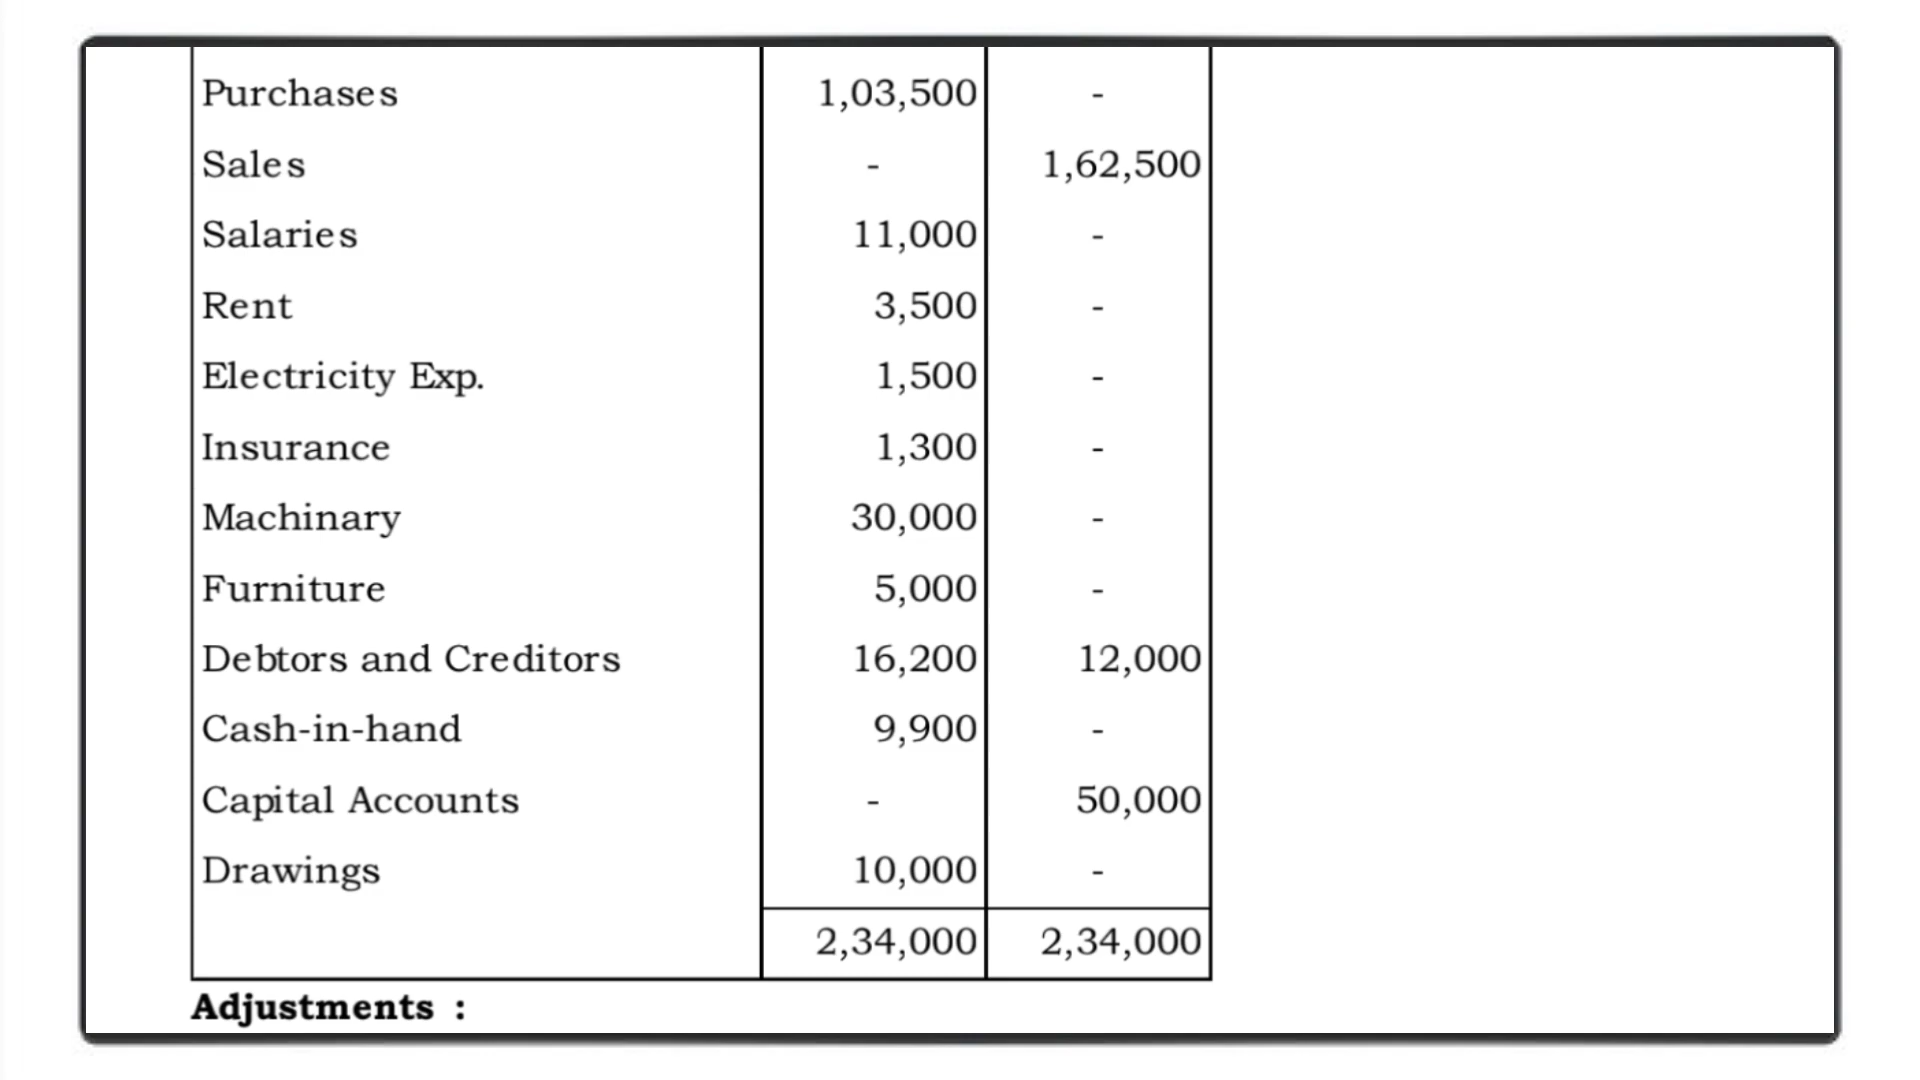 Purchases 1,03,500 -
Sales - 1,62,500
Salaries 11,000 -
Rent 3,500 -
Electricity Exp. 1,500 -
Insurance 1,300 -
Machinary 30,000 -
Furniture 5,000 -
Debtors and Creditors 16,200 12,000
Cash-in-hand 9,900 -
Capital Accounts - 50,000
Drawings 10,000 -
2,34,000 2,34,000
Adjustments :